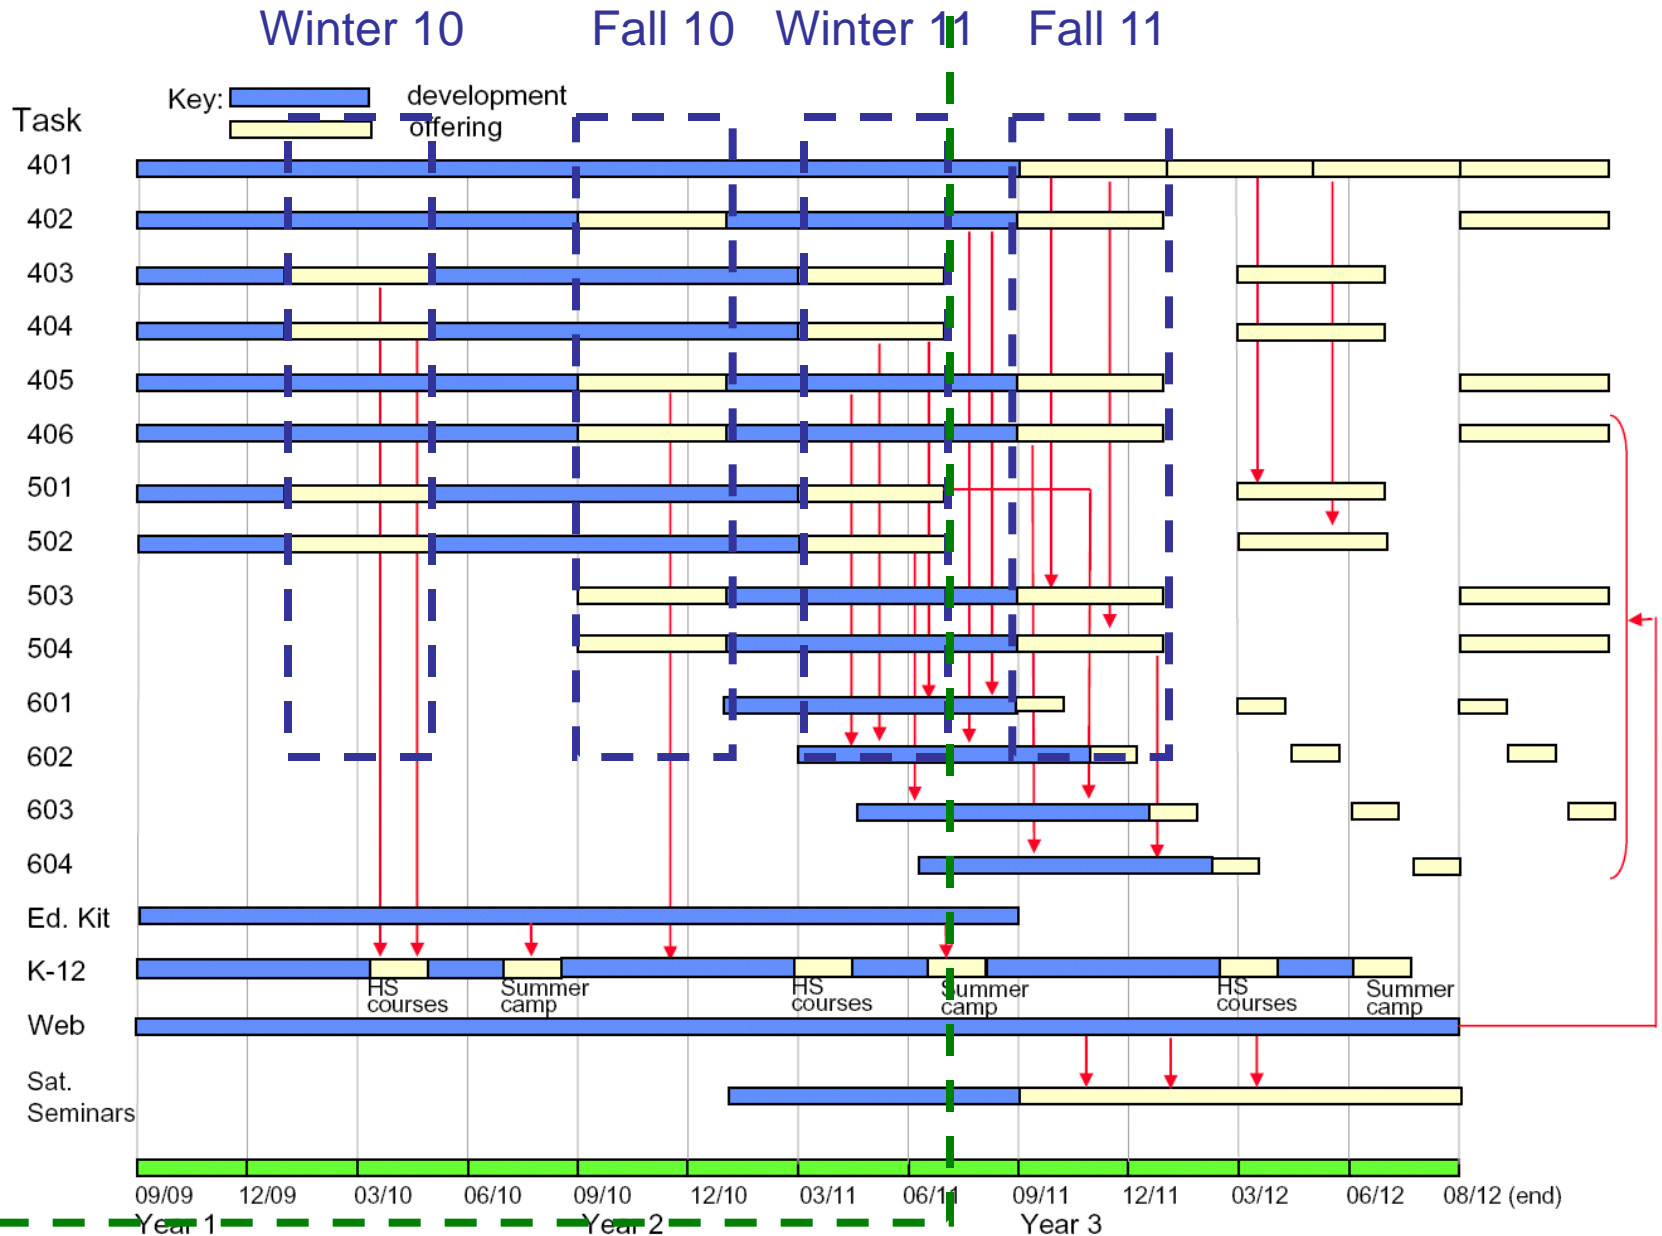 Winter 10 Fall 10 Winter 11 Fall 11
Key: development
offering
Task
401
402
403
404
405
406
501
502
503
504
601
602
603
604
Ed. Kit
K-12
HS courses
Summer camp
HS courses
Summer camp
HS courses
Summer camp
Web
Sat. Seminars
09/09 12/09 03/10 06/10 09/10 12/10 03/11 06/11 09/11 12/11 03/12 06/12 08/12 (end)
Year 1 Year 2 Year 3